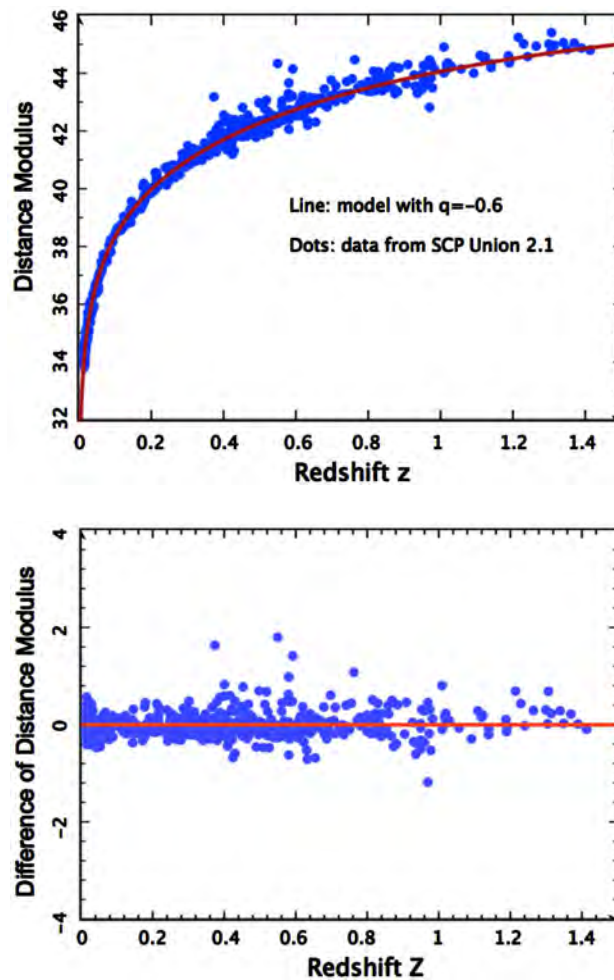 46
44
42
40
38
36
34
32
Distance Modulus
Line: model with q=−0.6
Dots: data from SCP Union 2.1
0 0.2 0.4 0.6 0.8 1 1.2 1.4
Redshift z
4
2
0
−2
−4
Difference of Distance Modulus
0 0.2 0.4 0.6 0.8 1 1.2 1.4
Redshift Z